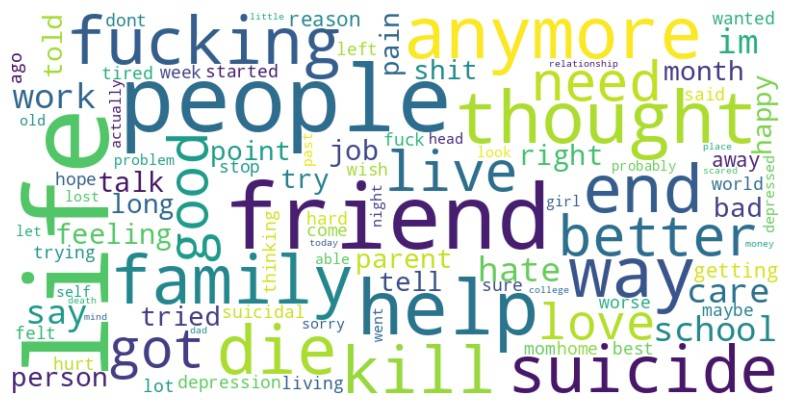 dont
little
reason
ago
told
fucking
left
pain
anymore
wanted
im
tired
week
started
actually
relationship
work
people
shit
need
month
said
happy
old
life
thought
good
point
job
fuck
head
past
look
place
problem
stop
wish
live
right
probably
scared
away
depressed
hope
talk
try
end
world
lost
long
friend
night
girl
bad
let
feeling
thinking
hard
come
better
today
money
trying
family
able
parent
tell
sure
hate
way
getting
self
death
say
tried
suicidal
help
went
college
worse
care
maybe
mind
felt
sorry
love
school
hurt
got
dad
die
kill
mom
home
best
person
lot
depression
living
suicide